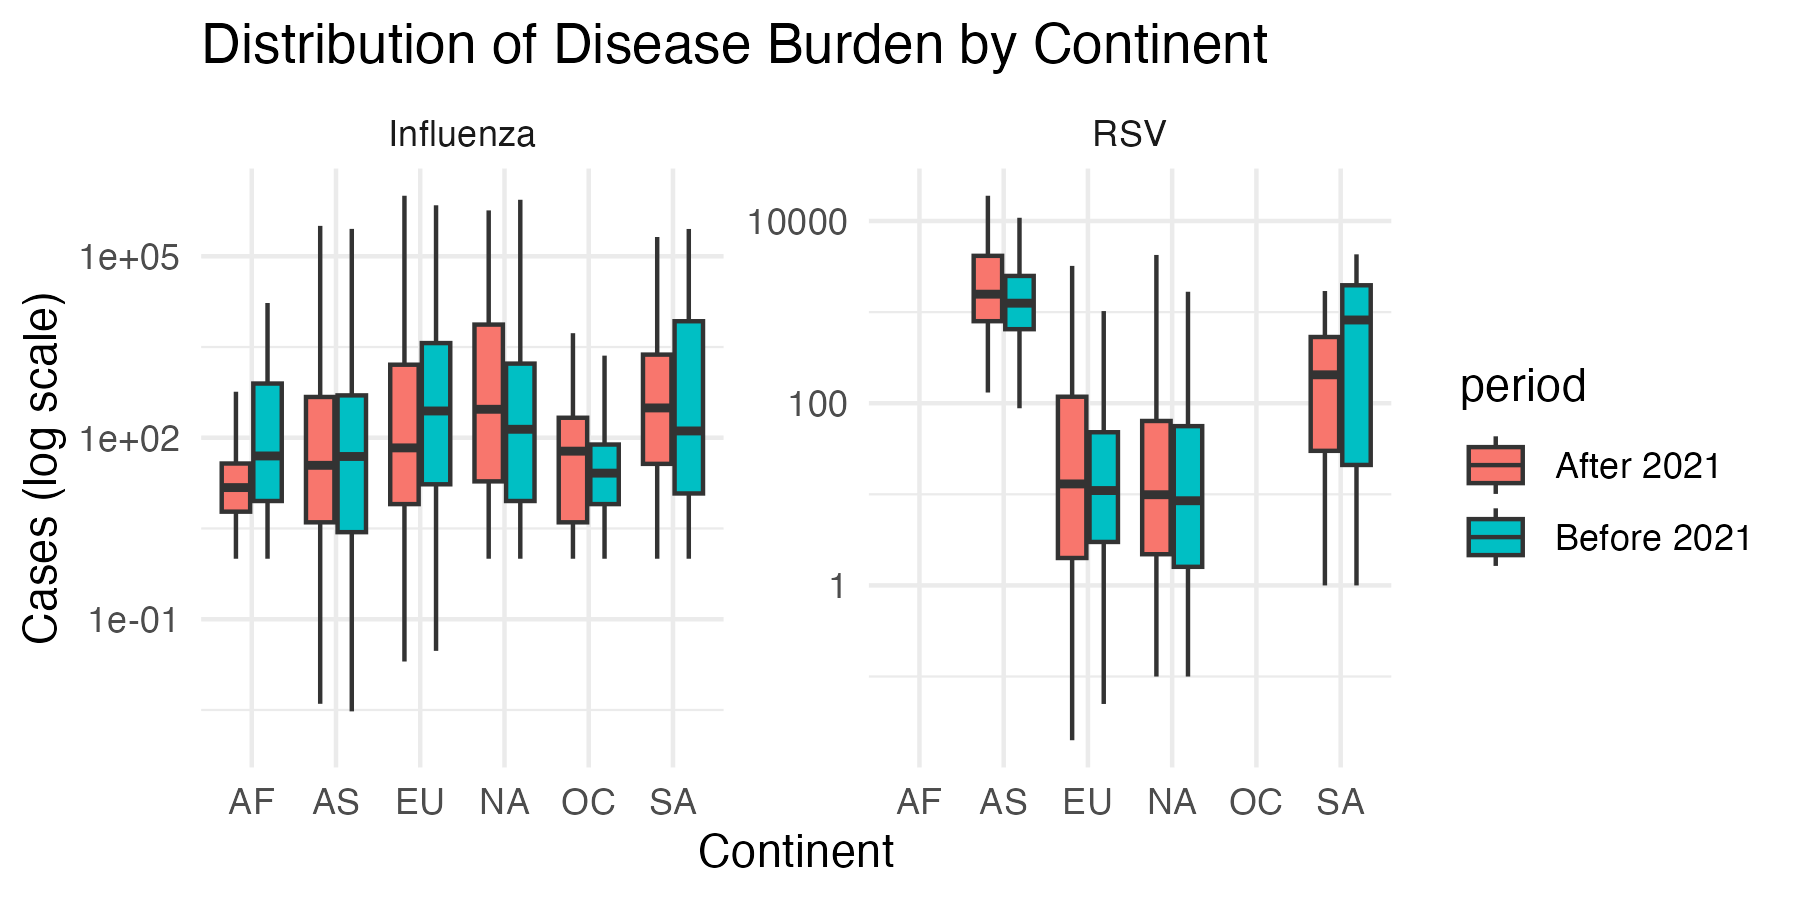 Distribution of Disease Burden by Continent
Influenza
RSV
Cases (log scale)
1e+05
1e+02
1e-01
10000
100
1
AF AS EU NA OC SA
AF AS EU NA OC SA
Continent
period
After 2021
Before 2021